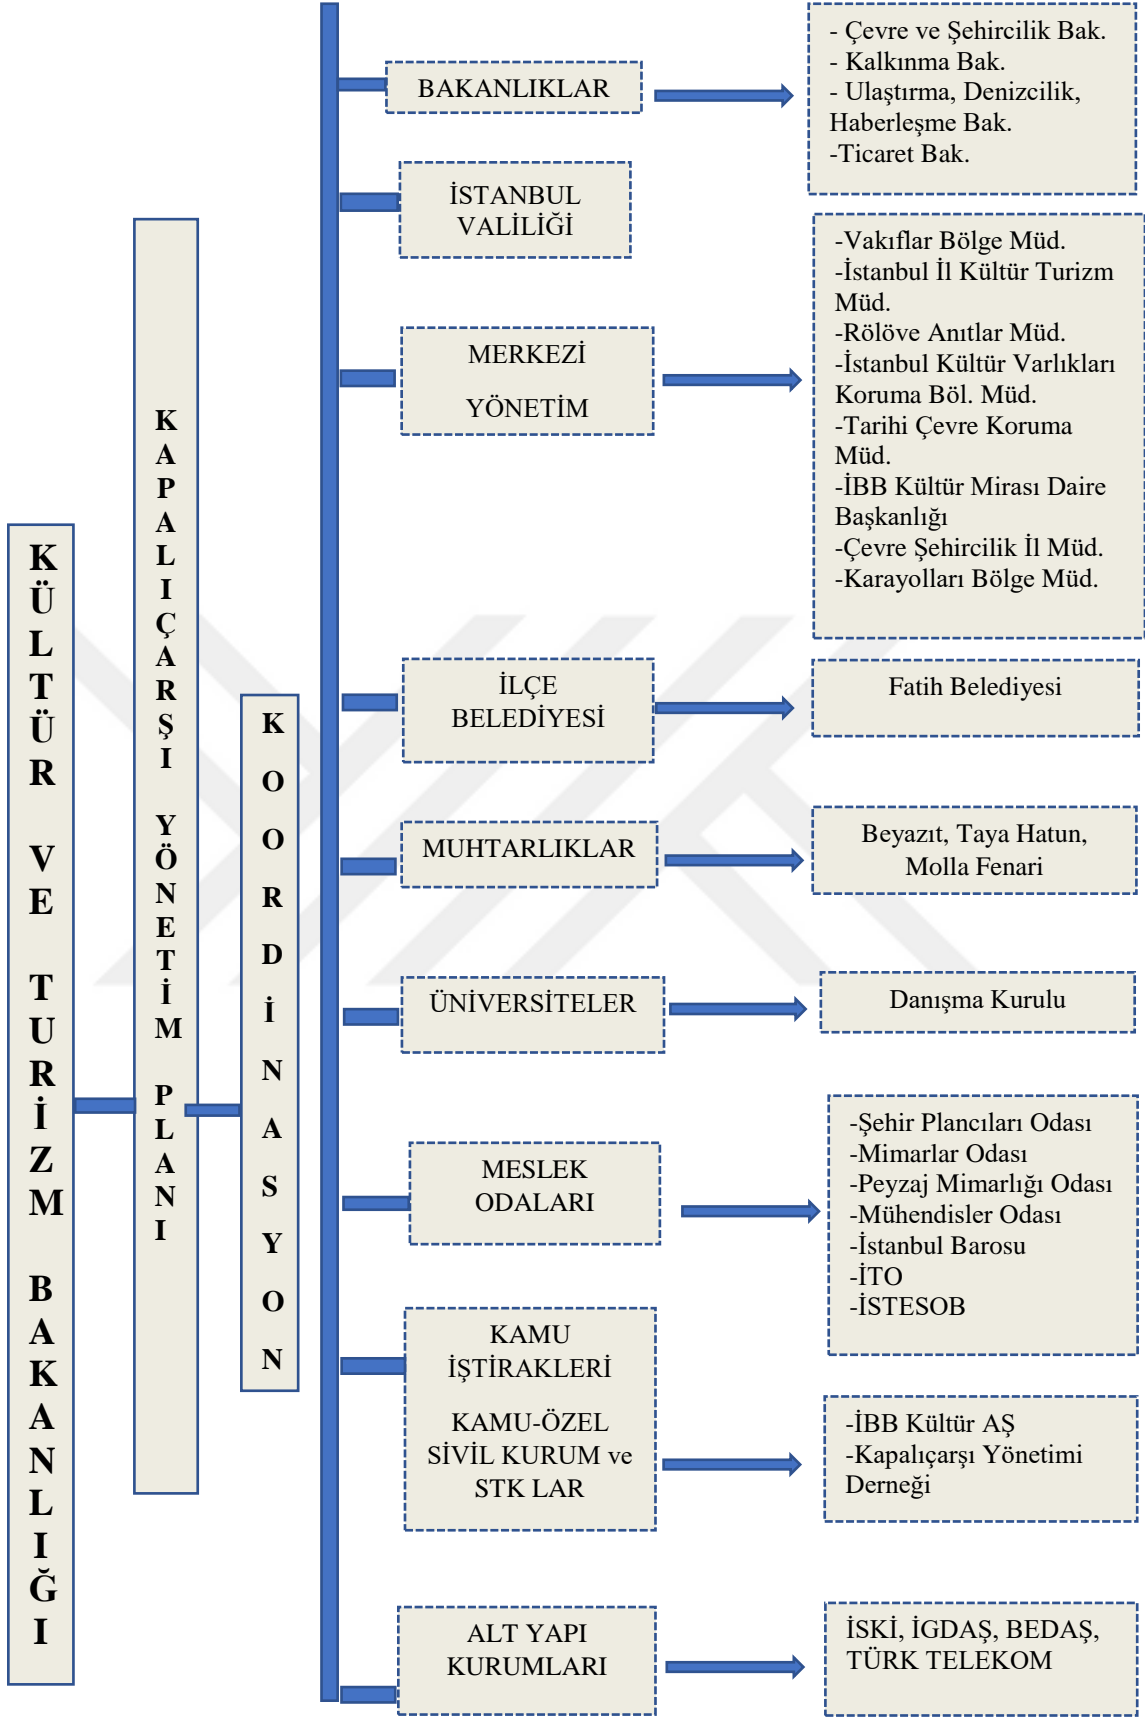 KÜLTÜR VE TURİZM BAKANLIĞI
KAPALIÇARŞI YÖNETİM PLANI
KOORDİNASYON
BAKANLIKLAR
- Çevre ve Şehircilik Bak.
- Kalkınma Bak.
- Ulaştırma, Denizcilik,
Haberleşme Bak.
-Ticaret Bak.
İSTANBUL
VALİLİĞİ
MERKEZİ
YÖNETİM
-Vakıflar Bölge Müd.
-İstanbul İl Kültür Turizm
Müd.
-Rölöve Anıtlar Müd.
-İstanbul Kültür Varlıkları
Koruma Böl. Müd.
-Tarihi Çevre Koruma
Müd.
-İBB Kültür Mirası Daire
Başkanlığı
-Çevre Şehircilik İl Müd.
-Karayolları Bölge Müd.
İLÇE
BELEDİYESİ
Fatih Belediyesi
MUHTARLIKLAR
Beyazıt, Taya Hatun,
Molla Fenari
ÜNİVERSİTELER
Danışma Kurulu
MESLEK
ODALARI
-Şehir Plancıları Odası
-Mimarlar Odası
-Peyzaj Mimarlığı Odası
-Mühendisler Odası
-İstanbul Barosu
-İTO
-İSTESOB
KAMU
İŞTİRAKLERİ
KAMU-ÖZEL
SİVİL KURUM ve
STK LAR
-İBB Kültür AŞ
-Kapalıçarşı Yönetimi
Derneği
ALT YAPI
KURUMLARI
İSKİ, İGDAŞ, BEDAŞ,
TÜRK TELEKOM